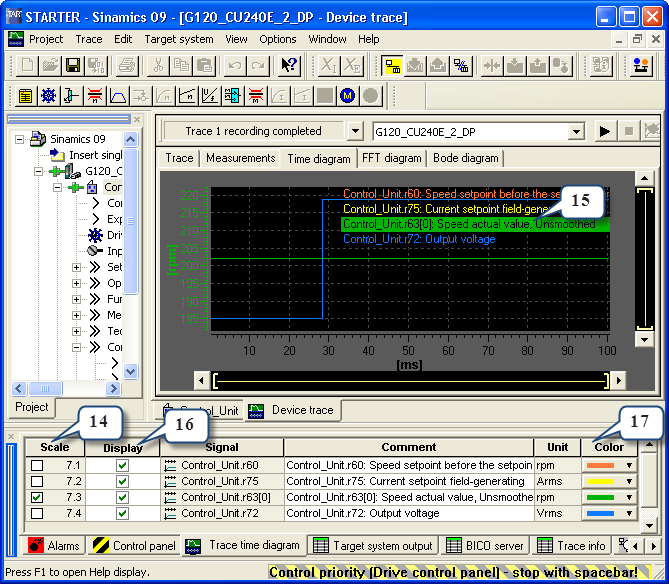 STARTER - Sinamics 09 - [G120_CU240E_2_DP - Device trace]
Project Trace Edit Target system View Options Window Help
Trace 1 recording completed G120_CU240E_2_DP
Sinamics 09
Insert singl
G120_C
Con
Con
Exp
Driv
Inp
Set
Op
Fun
Me
Tec
Cor
Project
Trace Measurements Time diagram FFT diagram Bode diagram
Control_Unit.r60: Speed setpoint before the se
Control_Unit.r75: Current setpoint field-gene
15
Control_Unit.r63[0]: Speed actual value, Unsmoothed
Control_Unit.r72: Output voltage
220
215
210
205
200
195
190
185
[rpm]
10 20 30 40 50 60 70 80 90 100
[ms]
Control_Unit Device trace
14 16 17
Scale Display Signal Comment Unit Color
7.1 Control_Unit.r60 Control_Unit.r60: Speed setpoint before the setpoin rpm
7.2 Control_Unit.r75 Control_Unit.r75: Current setpoint field-generating Arms
7.3 Control_Unit.r63[0] Control_Unit.r63[0]: Speed actual value, Unsmoothe rpm
7.4 Control_Unit.r72 Control_Unit.r72: Output voltage Vrms
Alarms Control panel Trace time diagram Target system output BICO server Trace info
Press F1 to open Help display. Control priority [Drive control panel] - stop with spacebar!